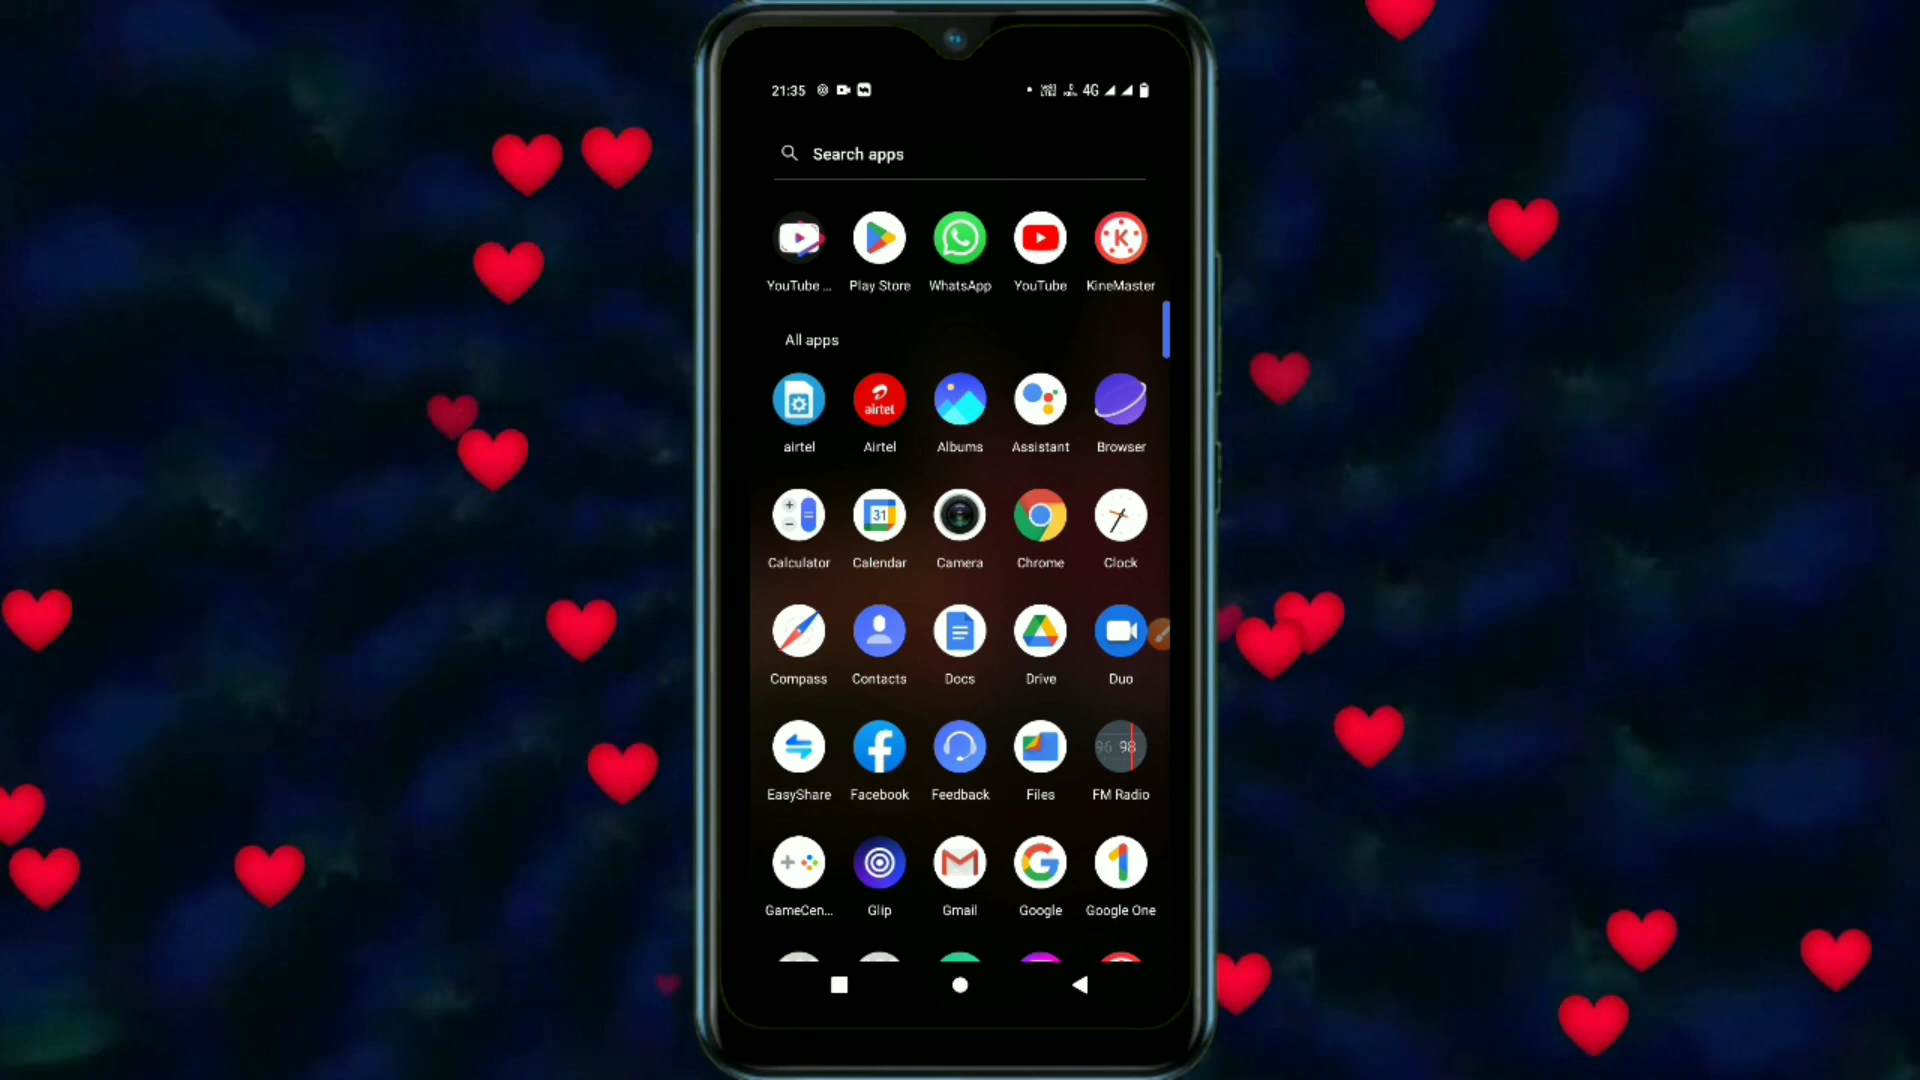 21:35 4G
Search apps
YouTube ... Play Store WhatsApp YouTube KineMaster
All apps
airtel
airtel Airtel Albums Assistant Browser
31
Calculator Calendar Camera Chrome Clock
Compass Contacts Docs Drive Duo
96 98
EasyShare Facebook Feedback Files FM Radio
GameCen... Glip Gmail Google Google One